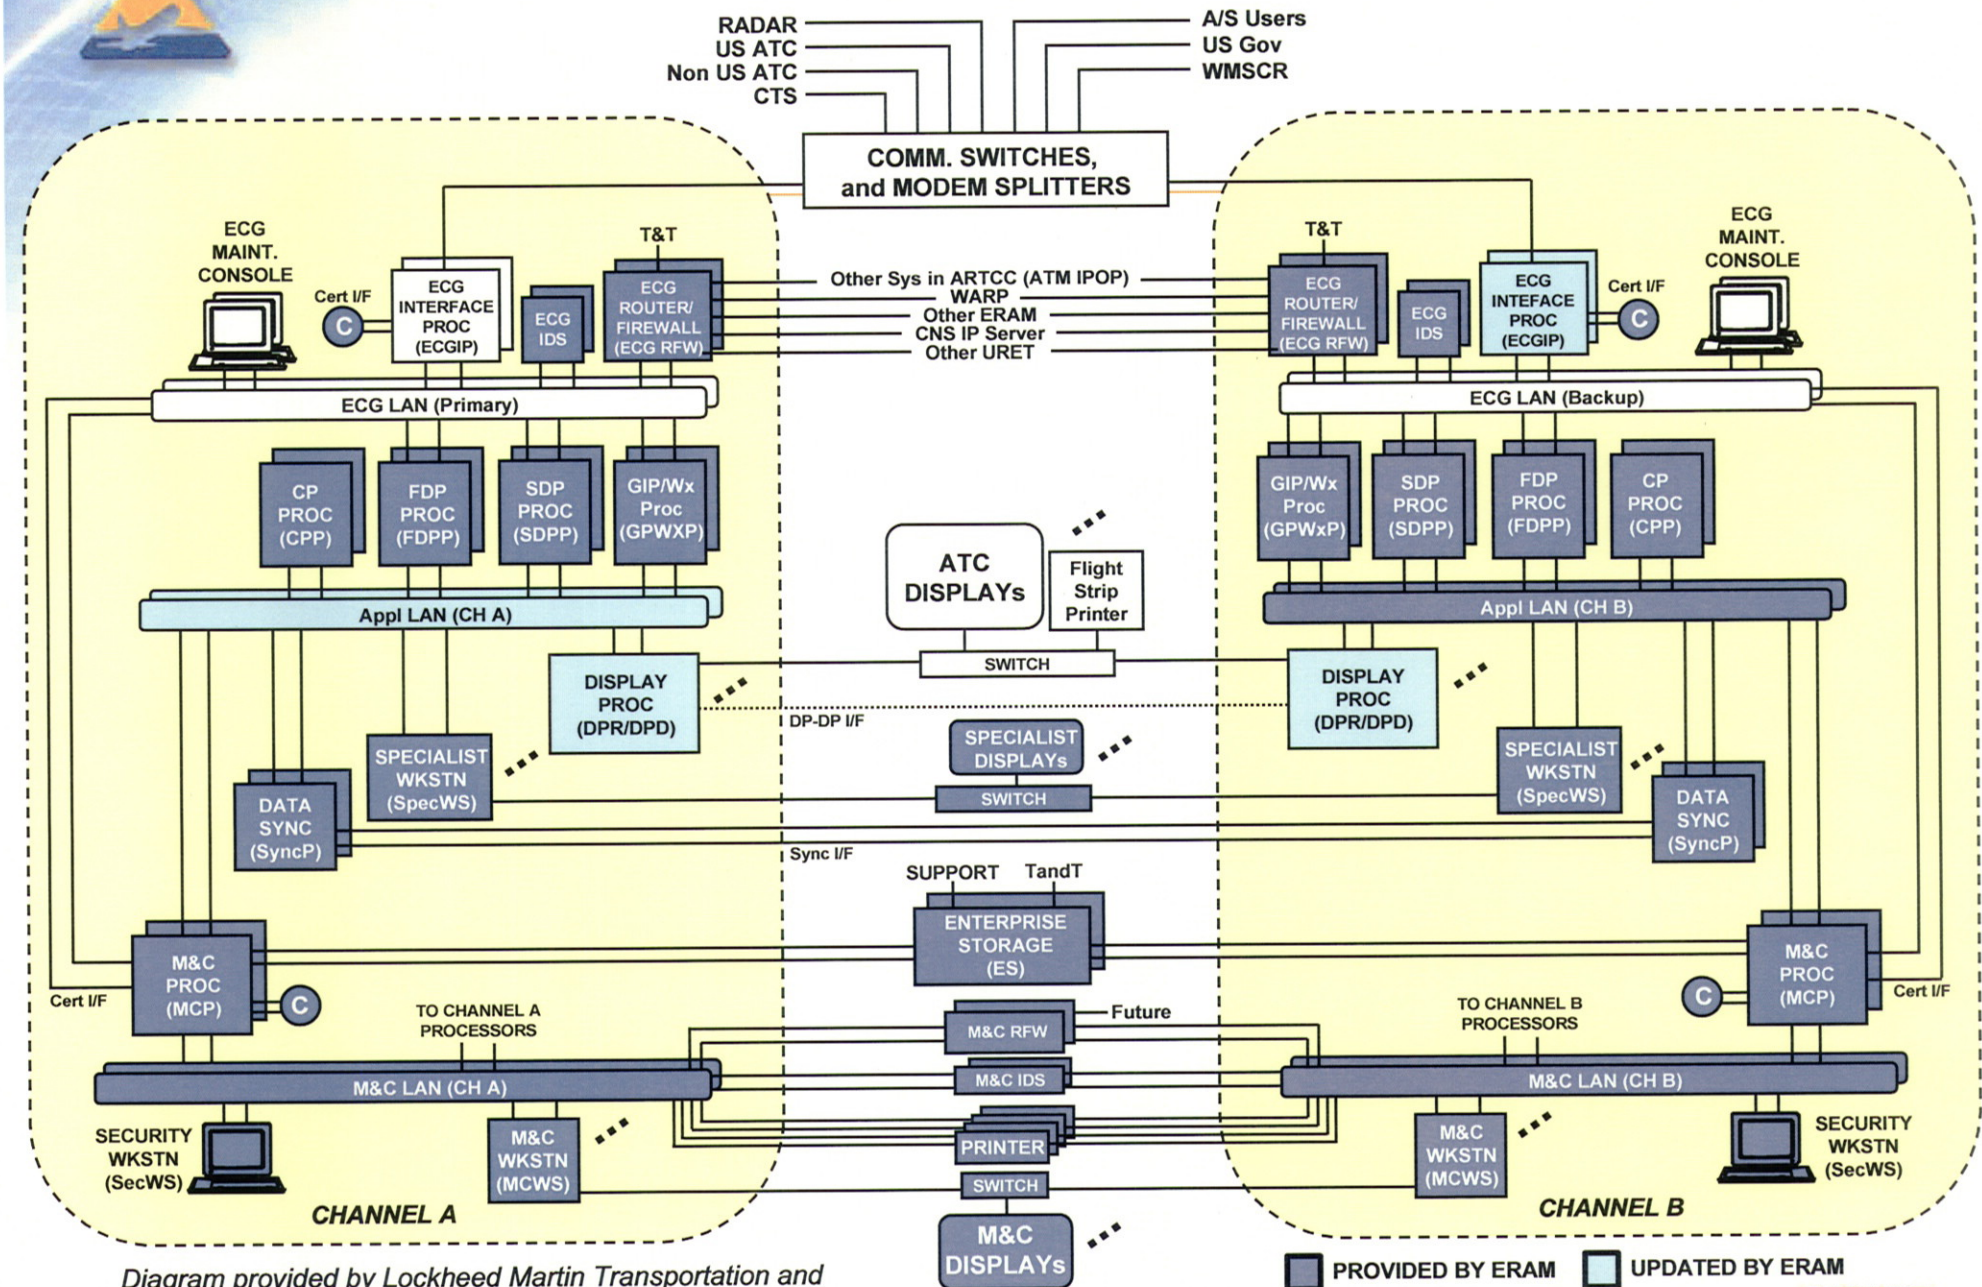 RADAR
US ATC
Non US ATC
CTS
A/S Users
US Gov
WMSCR
COMM. SWITCHES,
and MODEM SPLITTERS
ECG
MAINT.
CONSOLE
Cert I/F
C
ECG
INTERFACE
PROC
(ECGIP)
ECG
IDS
T&T
ECG
ROUTER/
FIREWALL
(ECG RFW)
Other Sys in ARTCC (ATM IPOP)
WARP
Other ERAM
CNS IP Server
Other URET
T&T
ECG
ROUTER/
FIREWALL
(ECG RFW)
ECG
IDS
ECG
INTEFACE
PROC
(ECGIP)
Cert I/F
C
ECG
MAINT.
CONSOLE
ECG LAN (Primary)
ECG LAN (Backup)
CP
PROC
(CPP)
FDP
PROC
(FDPP)
SDP
PROC
(SDPP)
GIP/Wx
Proc
(GPWXP)
GIP/Wx
Proc
(GPWxP)
SDP
PROC
(SDPP)
FDP
PROC
(FDPP)
CP
PROC
(CPP)
ATC
DISPLAYs
Flight
Strip
Printer
Appl LAN (CH A)
Appl LAN (CH B)
SWITCH
DISPLAY
PROC
(DPR/DPD)
DISPLAY
PROC
(DPR/DPD)
DP-DP I/F
SPECIALIST
WKSTN
(SpecWS)
SPECIALIST
DISPLAYs
SWITCH
SPECIALIST
WKSTN
(SpecWS)
DATA
SYNC
(SyncP)
DATA
SYNC
(SyncP)
Sync I/F
SUPPORT
TandT
ENTERPRISE
STORAGE
(ES)
M&C
PROC
(MCP)
Cert I/F
C
M&C
PROC
(MCP)
C
Cert I/F
TO CHANNEL A
PROCESSORS
TO CHANNEL B
PROCESSORS
M&C RFW
Future
M&C LAN (CH A)
M&C IDS
M&C LAN (CH B)
SECURITY
WKSTN
(SecWS)
M&C
WKSTN
(MCWS)
PRINTER
SWITCH
M&C
WKSTN
(MCWS)
SECURITY
WKSTN
(SecWS)
CHANNEL A
CHANNEL B
M&C
DISPLAYs
PROVIDED BY ERAM
UPDATED BY ERAM
Diagram provided by Lockheed Martin Transportation and